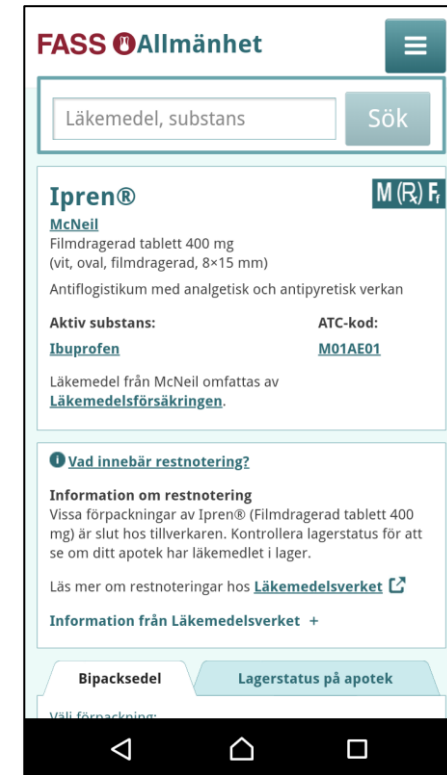 FASS Allmänhet
Läkemedel, substans
Sök
Ipren®
M (Rx) Ff
McNeil
Filmdragerad tablett 400 mg
(vit, oval, filmdragerad, 8×15 mm)
Antiflogistikum med analgetisk och antipyretisk verkan
Aktiv substans:
ATC-kod:
Ibuprofen
M01AE01
Läkemedel från McNeil omfattas av
Läkemedelsförsäkringen.
Vad innebär restnotering?
Information om restnotering
Vissa förpackningar av Ipren® (Filmdragerad tablett 400
mg) är slut hos tillverkaren. Kontrollera lagerstatus för att
se om ditt apotek har läkemedlet i lager.
Läs mer om restnoteringar hos Läkemedelsverket
Information från Läkemedelsverket +
Bipacksedel
Lagerstatus på apotek
Välj förpackning: